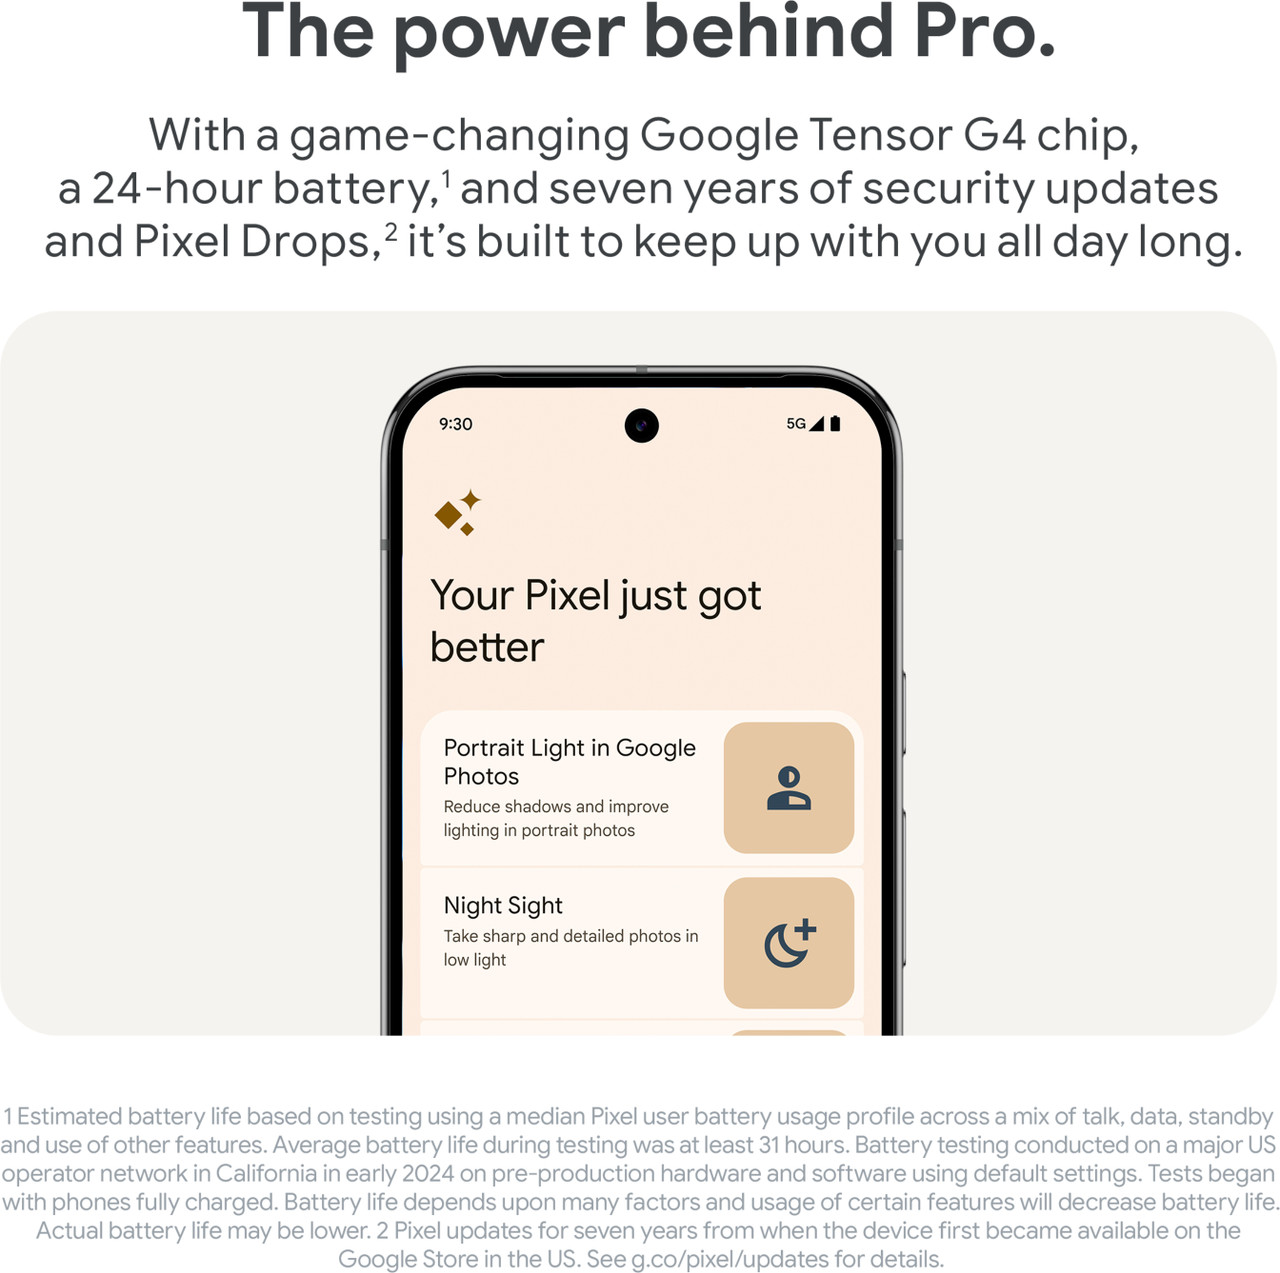 The power behind Pro.
With a game-changing Google Tensor G4 chip,
a 24-hour battery,¹ and seven years of security updates
and Pixel Drops,² it’s built to keep up with you all day long.
9:30
5G
Your Pixel just got
better
Portrait Light in Google
Photos
Reduce shadows and improve
lighting in portrait photos
Night Sight
Take sharp and detailed photos in
low light
1 Estimated battery life based on testing using a median Pixel user battery usage profile across a mix of talk, data, standby
and use of other features. Average battery life during testing was at least 31 hours. Battery testing conducted on a major US
operator network in California in early 2024 on pre-production hardware and software using default settings. Tests began
with phones fully charged. Battery life depends upon many factors and usage of certain features will decrease battery life.
Actual battery life may be lower. 2 Pixel updates for seven years from when the device first became available on the
Google Store in the US. See g.co/pixel/updates for details.